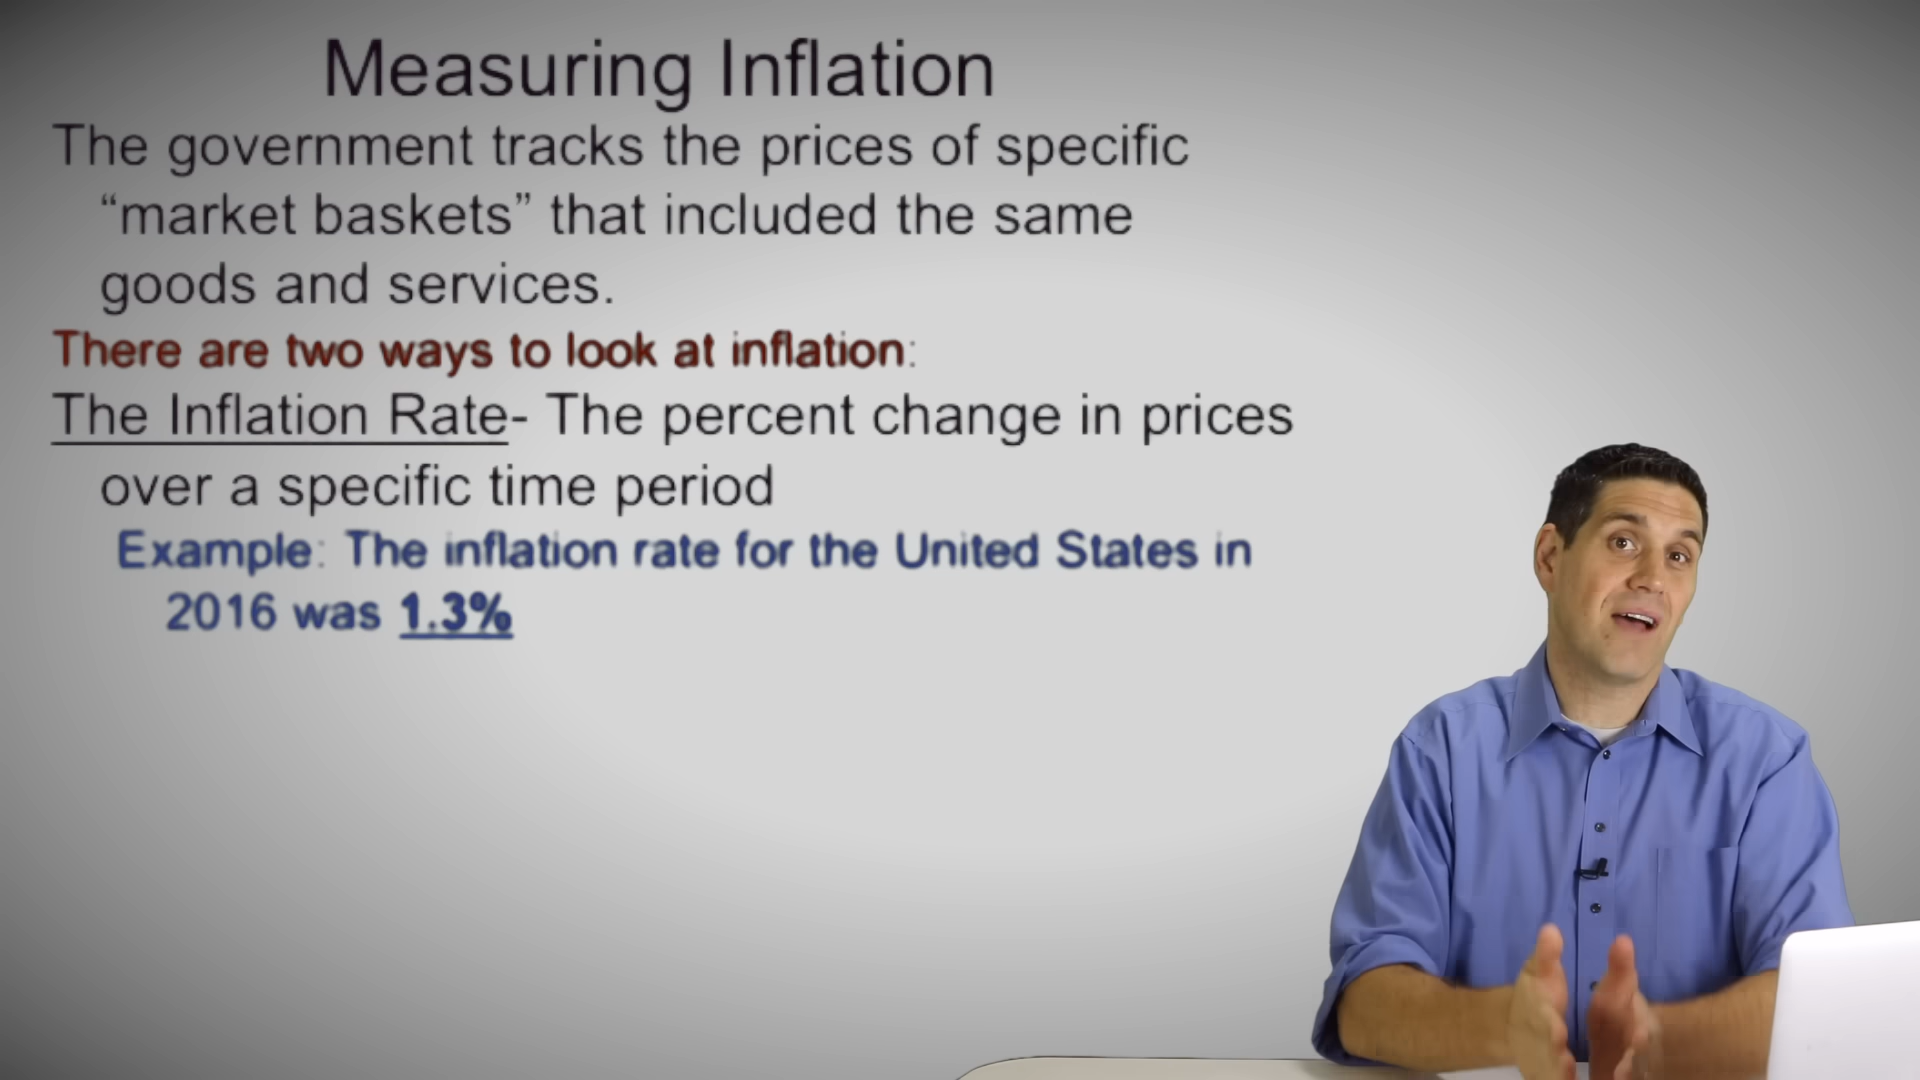 Measuring Inflation
The government tracks the prices of specific
“market baskets” that included the same
goods and services.
There are two ways to look at inflation:
The Inflation Rate- The percent change in prices
over a specific time period
Example: The inflation rate for the United States in
2016 was 1.3%